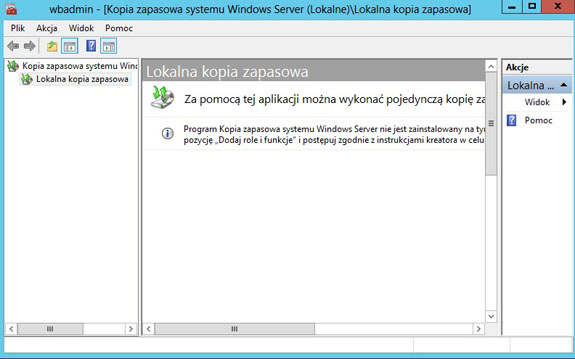 wbadmin - [Kopia zapasowa systemu Windows Server (Lokalne)\Lokalna kopia zapasowa]
Plik Akcja Widok Pomoc
Kopia zapasowa systemu Wind
Lokalna kopia zapasowa
Lokalna kopia zapasowa
Za pomocą tej aplikacji można wykonać pojedynczą kopię za
Program Kopia zapasowa systemu Windows Server nie jest zainstalowany na tym
pozycję „Dodaj role i funkcje” i postępuj zgodnie z instrukcjami kreatora w celu
Akcje
Lokalna ...
Widok
Pomoc